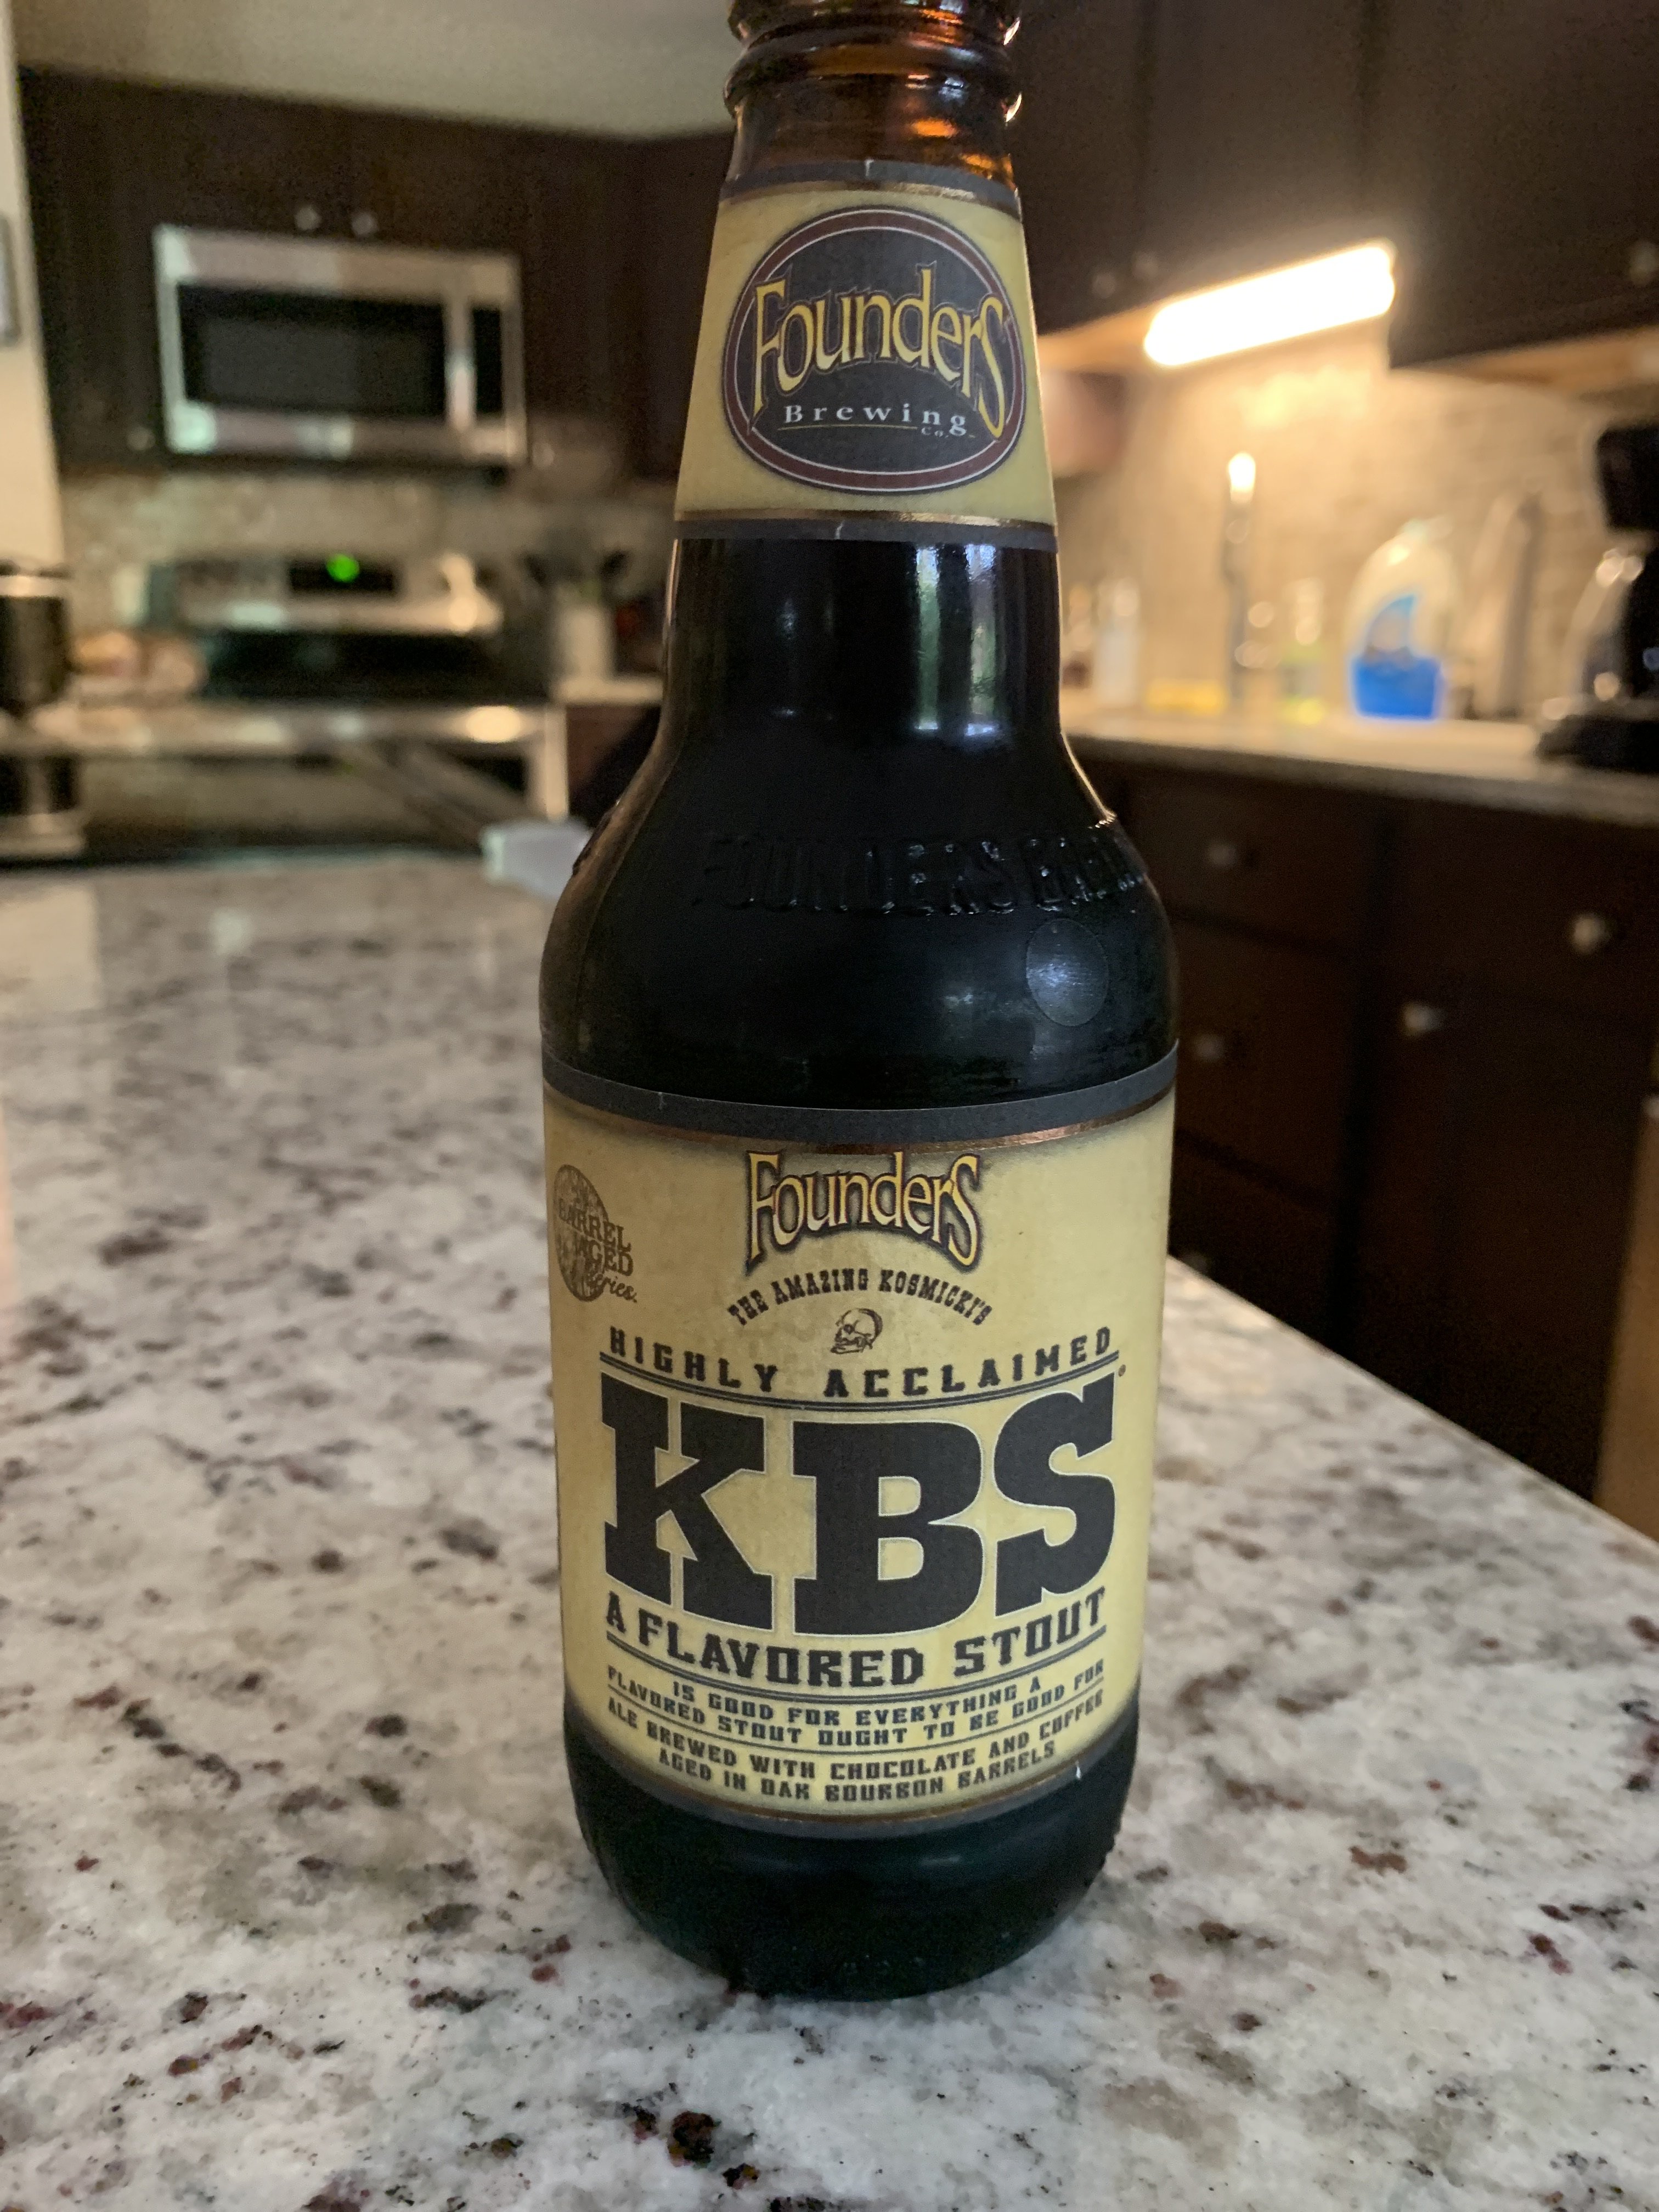 Founders
Brewing
Co.
FOUNDERS
BARREL
AGED
Series.
Founders
THE AMAZING KOSMICKI'S
HIGHLY ACCLAIMED
KBS
A FLAVORED STOUT
IS GOOD FOR EVERYTHING A
FLAVORED STOUT OUGHT TO BE GOOD FOR
ALE BREWED WITH CHOCOLATE AND COFFEE
AGED IN OAK BOURBON BARRELS